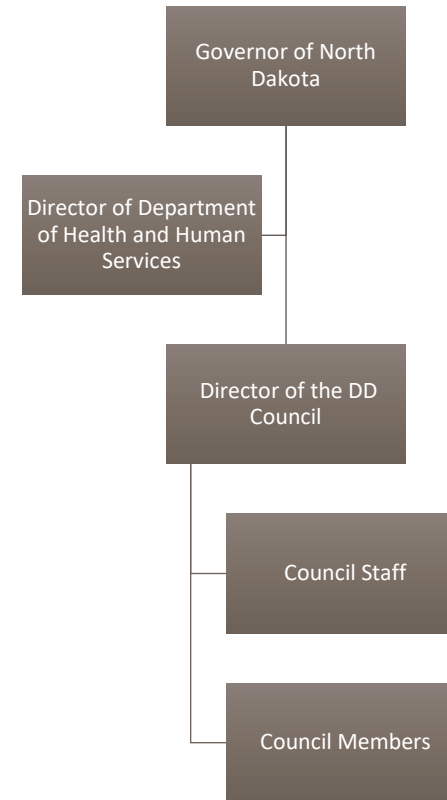 Governor of North
Dakota
Director of Department
of Health and Human
Services
Director of the DD
Council
Council Staff
Council Members